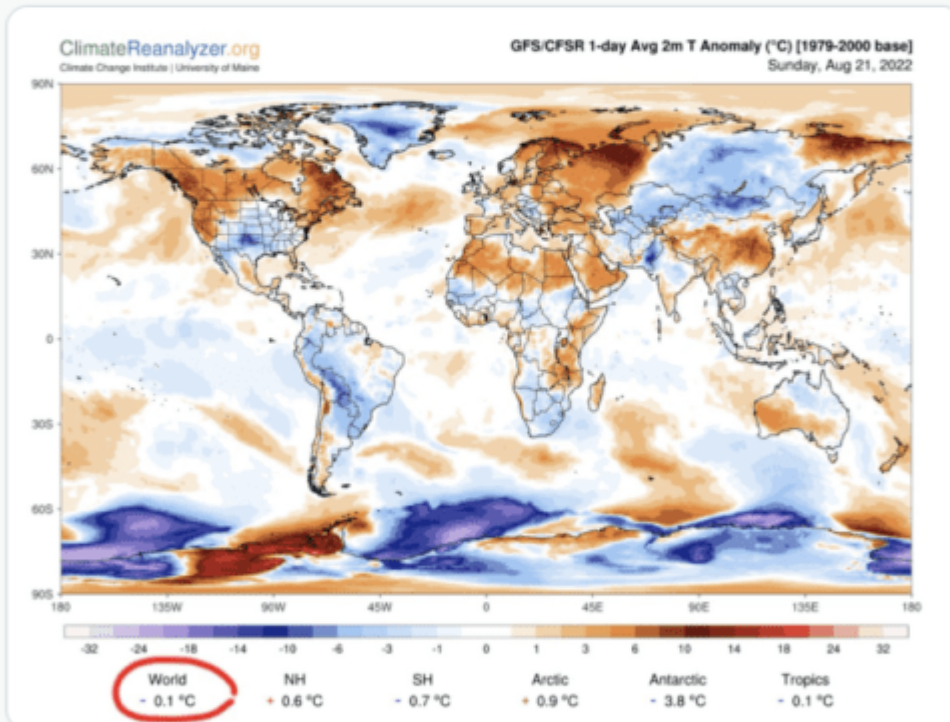 ClimateReanalyzer.org
Climate Change Institute | University of Maine
GFS/CFSR 1-day Avg 2m T Anomaly (°C) [1979-2000 base]
Sunday, Aug 21, 2022
90N
60N
30N
0
30S
60S
90S
180 135W 90W 45W 0 45E 90E 135E 180
-32 -24 -18 -14 -10 -6 -3 -1 0 1 3 6 10 14 18 24 32
World NH SH Arctic Antarctic Tropics
- 0.1 °C + 0.6 °C - 0.7 °C + 0.9 °C - 3.8 °C - 0.1 °C